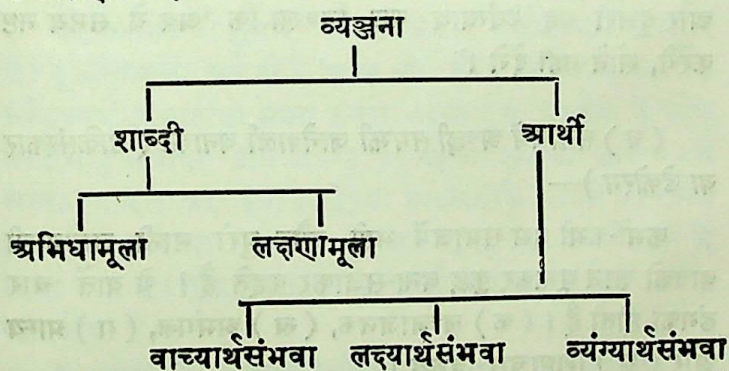 व्यञ्जना
शाब्दी आर्थी
अभिधामूला लक्षणामूला
वाच्यार्थसंभवा लक्ष्यार्थसंभवा व्यंग्यार्थसंभवा